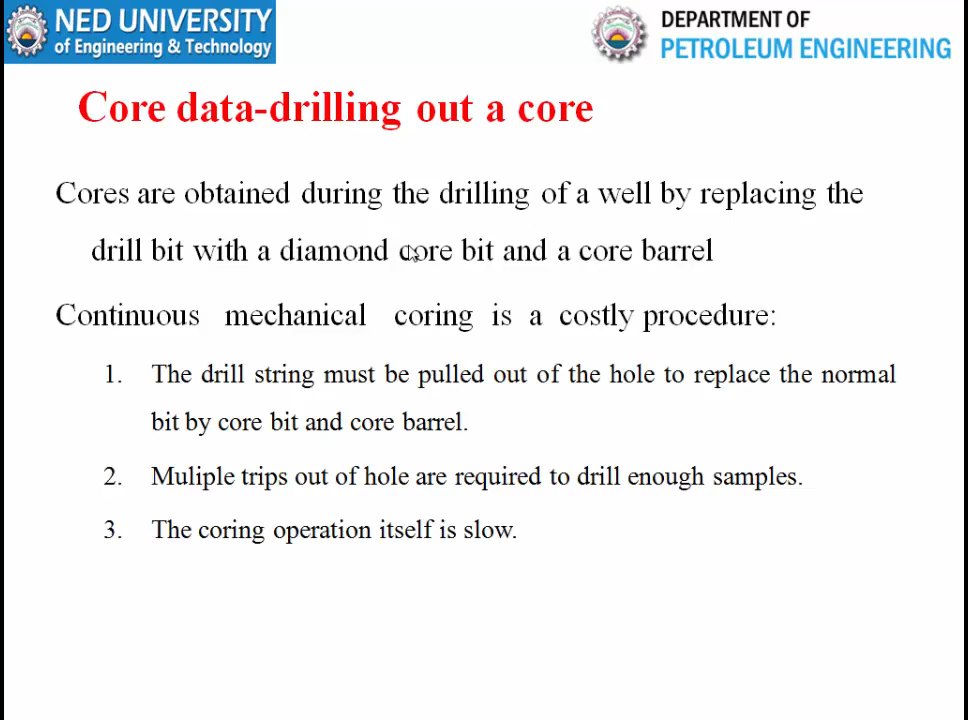 NED UNIVERSITY
of Engineering & Technology
DEPARTMENT OF
PETROLEUM ENGINEERING
Core data-drilling out a core
Cores are obtained during the drilling of a well by replacing the
drill bit with a diamond core bit and a core barrel
Continuous mechanical coring is a costly procedure:
1. The drill string must be pulled out of the hole to replace the normal
bit by core bit and core barrel.
2. Muliple trips out of hole are required to drill enough samples.
3. The coring operation itself is slow.